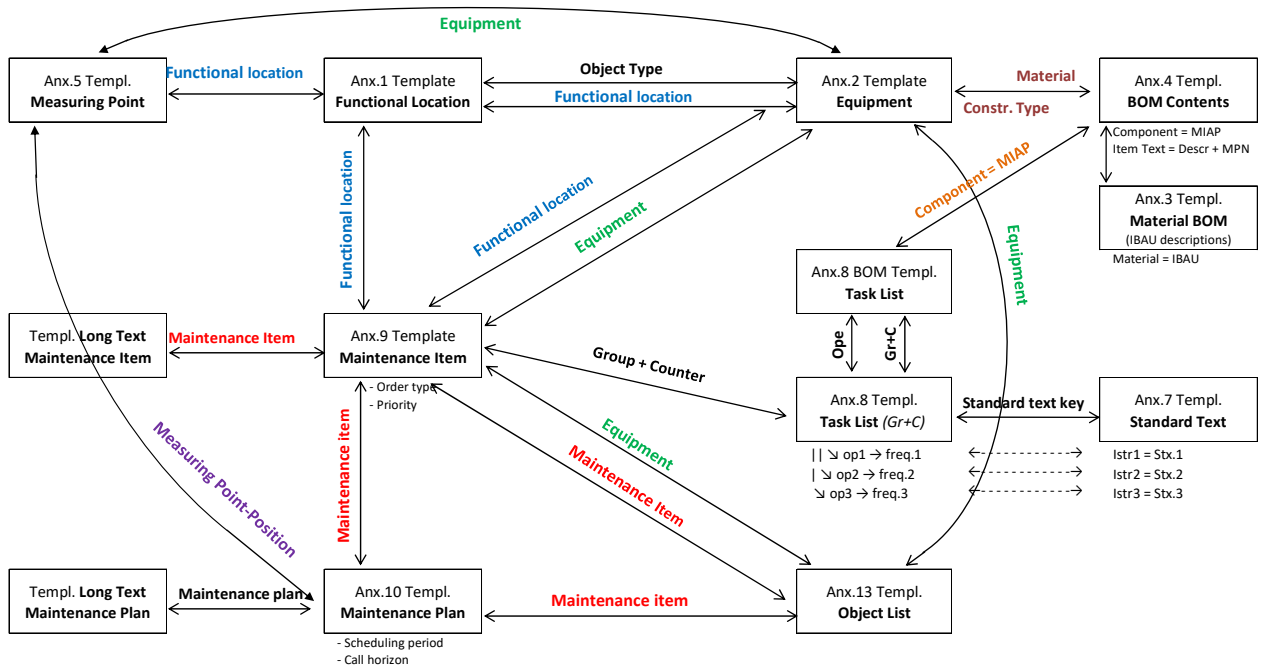 Equipment
Anx.5 Templ.
Measuring Point
Functional location
Anx.1 Template
Functional Location
Object Type
Functional location
Anx.2 Template
Equipment
Material
Constr. Type
Anx.4 Templ.
BOM Contents
Component = MIAP
Item Text = Descr + MPN
Anx.3 Templ.
Material BOM
(IBAU descriptions)
Material = IBAU
Functional location
Functional location
Equipment
Component = MIAP
Equipment
Anx.8 BOM Templ.
Task List
Ope
Gr+C
Templ. Long Text
Maintenance Item
Maintenance Item
Anx.9 Template
Maintenance Item
- Order type
- Priority
Group + Counter
Anx.8 Templ.
Task List (Gr+C)
Standard text key
Anx.7 Templ.
Standard Text
|| ↘ op1 → freq.1
| ↘ op2 → freq.2
↘ op3 → freq.3
Istr1 = Stx.1
Istr2 = Stx.2
Istr3 = Stx.3
Measuring Point-Position
Maintenance item
Equipment
Maintenance Item
Templ. Long Text
Maintenance Plan
Maintenance plan
Anx.10 Templ.
Maintenance Plan
- Scheduling period
- Call horizon
Maintenance item
Anx.13 Templ.
Object List